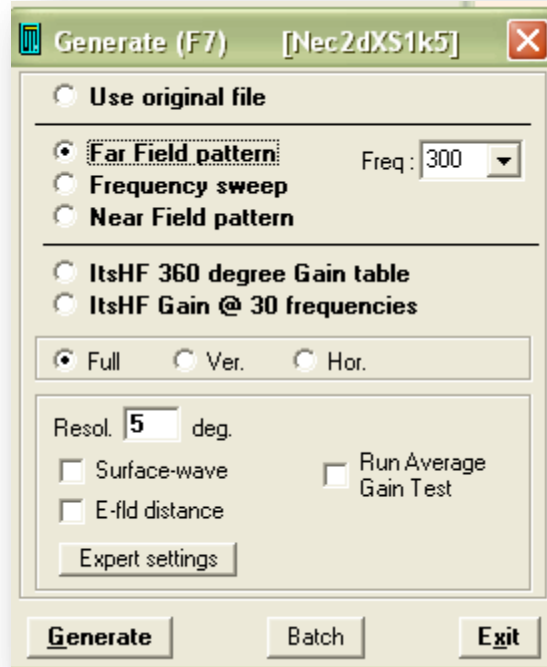 Generate (F7) [Nec2dXS1k5]
Use original file
Far Field pattern Freq : 300
Frequency sweep
Near Field pattern
ItsHF 360 degree Gain table
ItsHF Gain @ 30 frequencies
Full Ver. Hor.
Resol. 5 deg.
Surface-wave
Run Average
Gain Test
E-fld distance
Expert settings
Generate Batch Exit